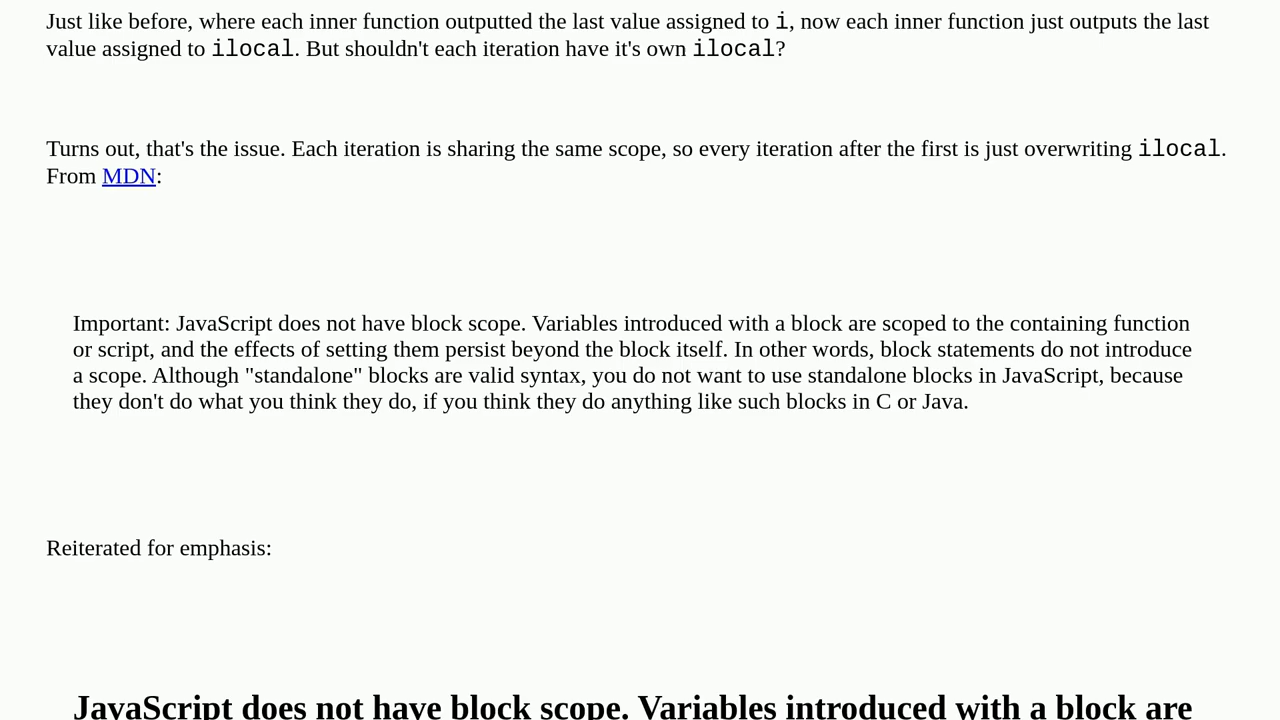 Just like before, where each inner function outputted the last value assigned to i, now each inner function just outputs the last
value assigned to ilocal. But shouldn't each iteration have it's own ilocal?
Turns out, that's the issue. Each iteration is sharing the same scope, so every iteration after the first is just overwriting ilocal.
From MDN:
Important: JavaScript does not have block scope. Variables introduced with a block are scoped to the containing function
or script, and the effects of setting them persist beyond the block itself. In other words, block statements do not introduce
a scope. Although "standalone" blocks are valid syntax, you do not want to use standalone blocks in JavaScript, because
they don't do what you think they do, if you think they do anything like such blocks in C or Java.
Reiterated for emphasis:
JavaScript does not have block scope. Variables introduced with a block are